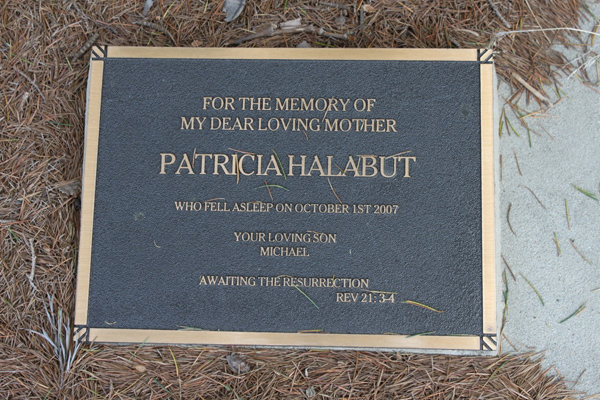 FOR THE MEMORY OF
MY DEAR LOVING MOTHER
PATRICIA HALABUT
WHO FELL ASLEEP ON OCTOBER 1ST 2007
YOUR LOVING SON
MICHAEL
AWAITING THE RESURRECTION
REV 21: 3-4